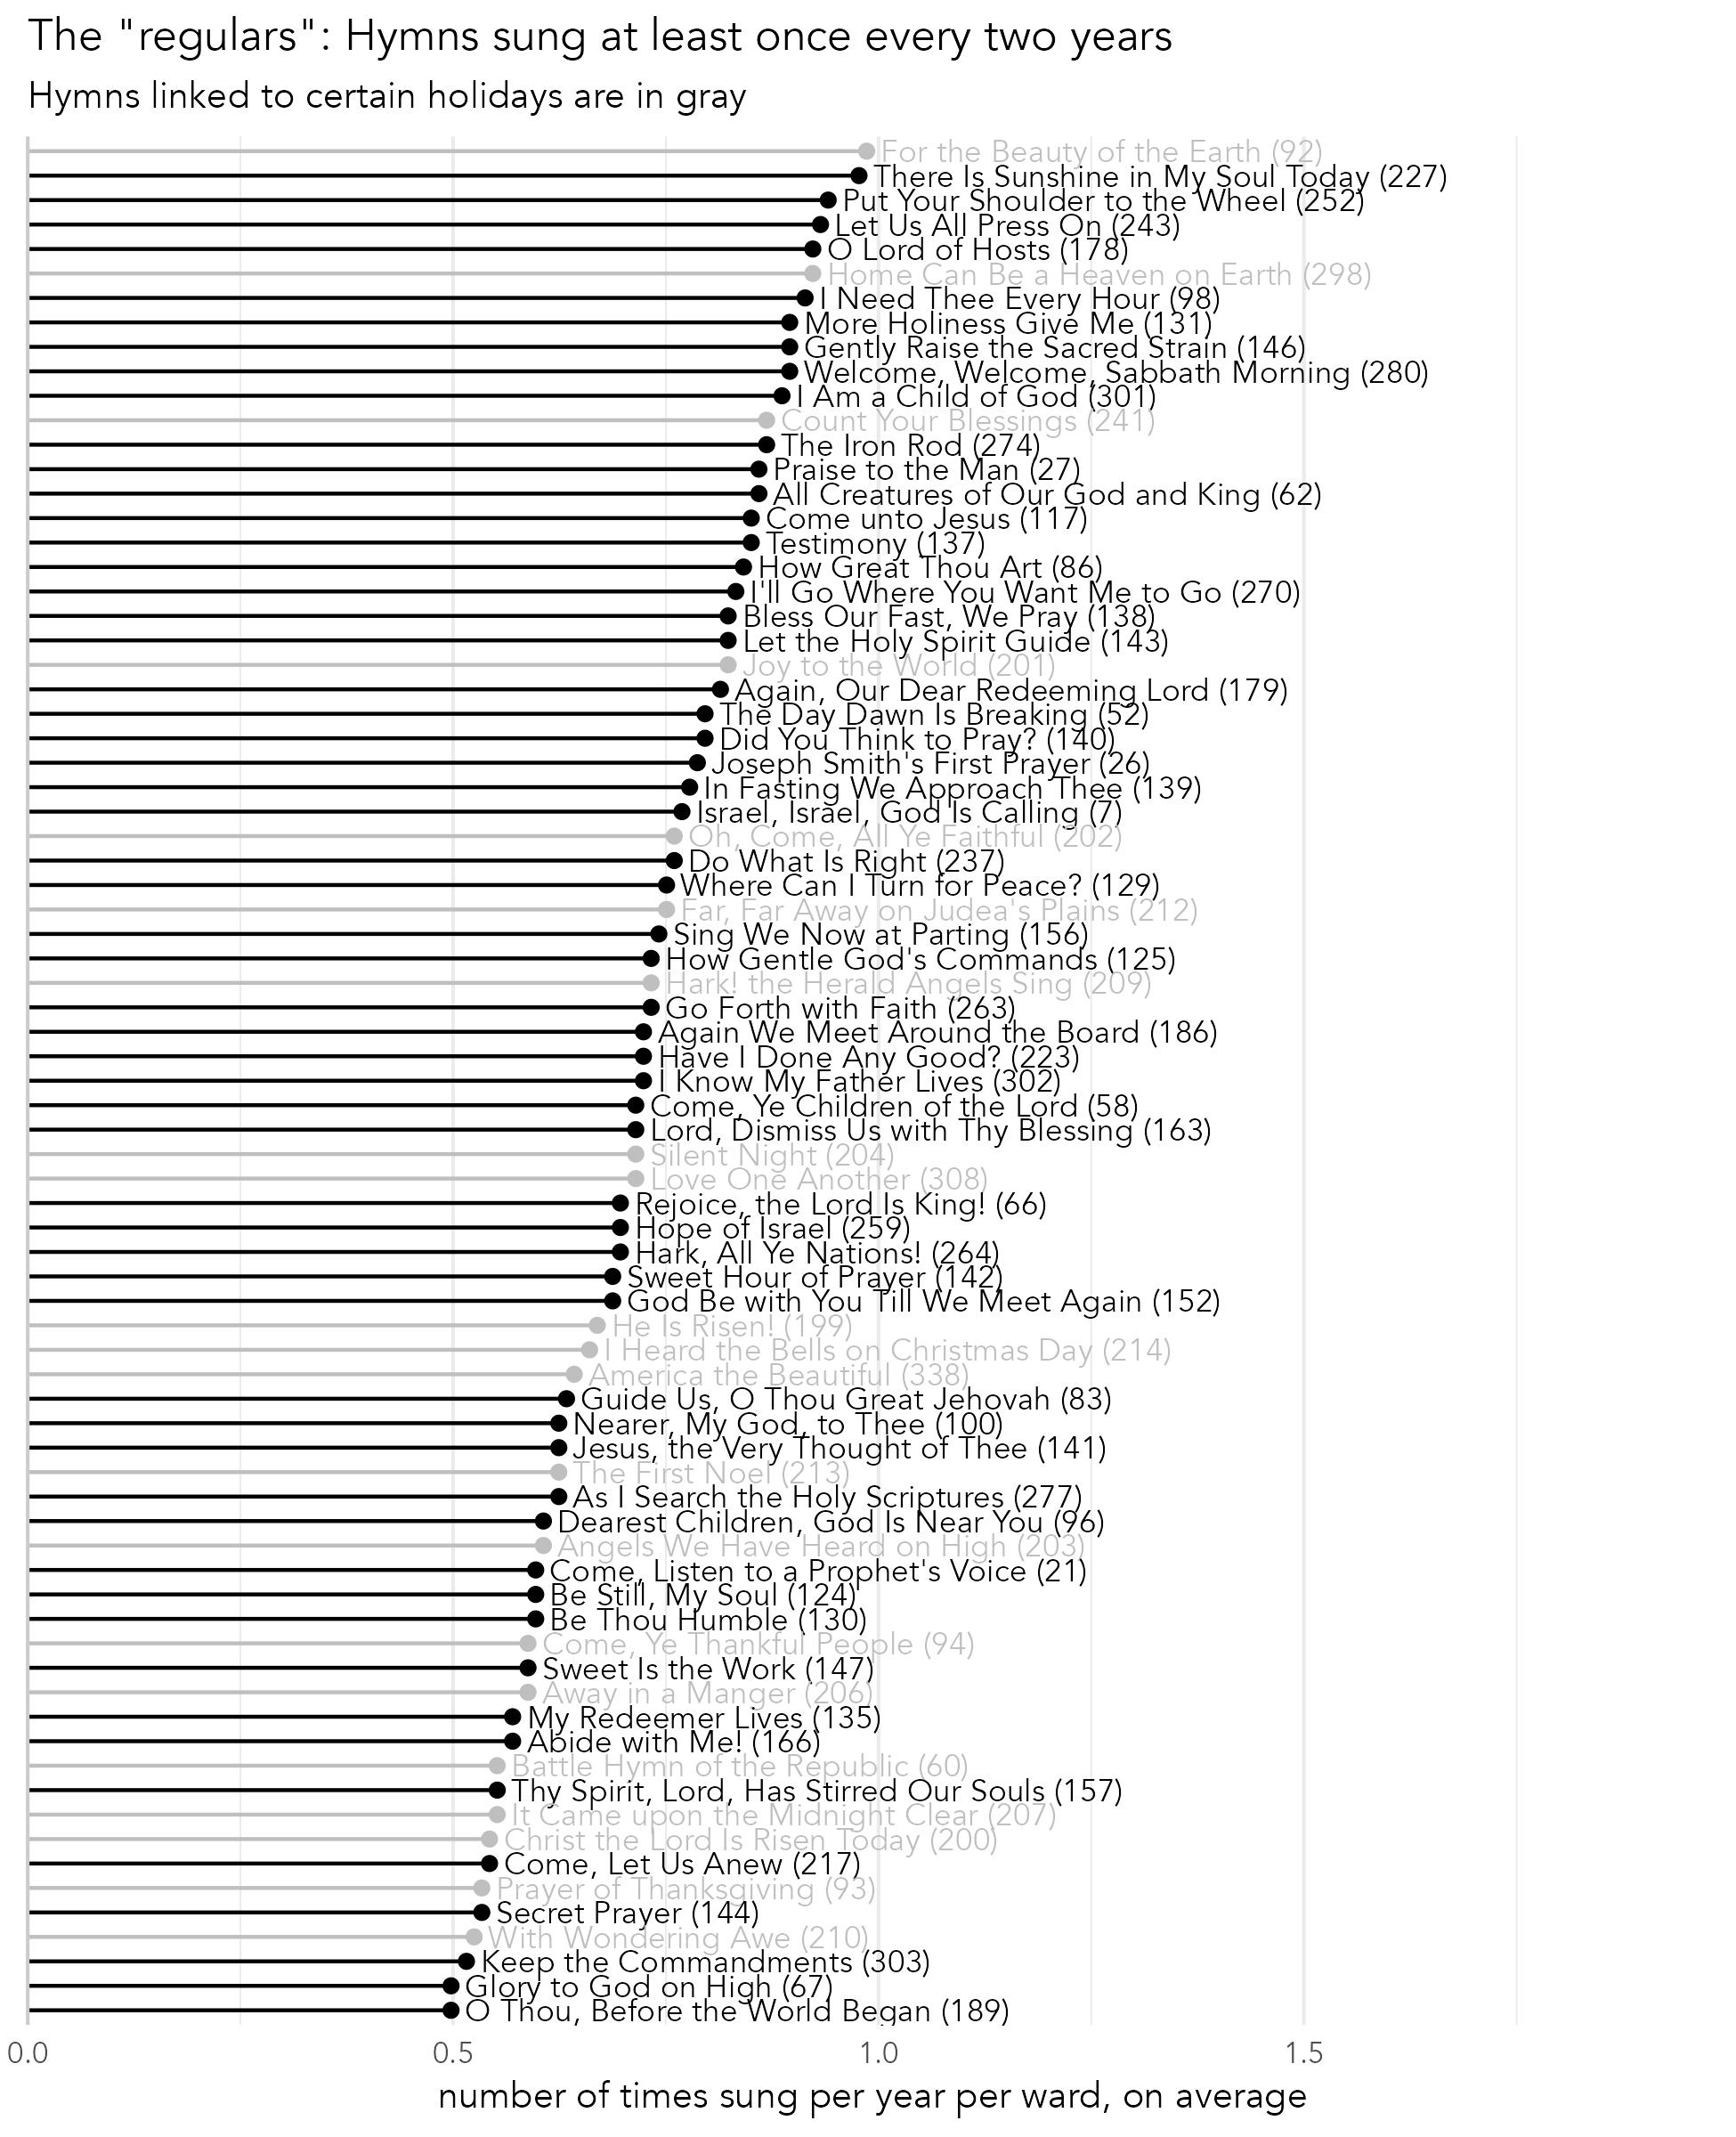 The "regulars": Hymns sung at least once every two years
Hymns linked to certain holidays are in gray
For the Beauty of the Earth (92)
There Is Sunshine in My Soul Today (227)
Put Your Shoulder to the Wheel (252)
Let Us All Press On (243)
O Lord of Hosts (178)
Home Can Be a Heaven on Earth (298)
I Need Thee Every Hour (98)
More Holiness Give Me (131)
Gently Raise the Sacred Strain (146)
Welcome, Welcome, Sabbath Morning (280)
I Am a Child of God (301)
Count Your Blessings (241)
The Iron Rod (274)
Praise to the Man (27)
All Creatures of Our God and King (62)
Come unto Jesus (117)
Testimony (137)
How Great Thou Art (86)
I'll Go Where You Want Me to Go (270)
Bless Our Fast, We Pray (138)
Let the Holy Spirit Guide (143)
Joy to the World (201)
Again, Our Dear Redeeming Lord (179)
The Day Dawn Is Breaking (52)
Did You Think to Pray? (140)
Joseph Smith's First Prayer (26)
In Fasting We Approach Thee (139)
Israel, Israel, God Is Calling (7)
Oh, Come, All Ye Faithful (202)
Do What Is Right (237)
Where Can I Turn for Peace? (129)
Far, Far Away on Judea's Plains (212)
Sing We Now at Parting (156)
How Gentle God's Commands (125)
Hark! the Herald Angels Sing (209)
Go Forth with Faith (263)
Again We Meet Around the Board (186)
Have I Done Any Good? (223)
I Know My Father Lives (302)
Come, Ye Children of the Lord (58)
Lord, Dismiss Us with Thy Blessing (163)
Silent Night (204)
Love One Another (308)
Rejoice, the Lord Is King! (66)
Hope of Israel (259)
Hark, All Ye Nations! (264)
Sweet Hour of Prayer (142)
God Be with You Till We Meet Again (152)
He Is Risen! (199)
I Heard the Bells on Christmas Day (214)
America the Beautiful (338)
Guide Us, O Thou Great Jehovah (83)
Nearer, My God, to Thee (100)
Jesus, the Very Thought of Thee (141)
The First Noel (213)
As I Search the Holy Scriptures (277)
Dearest Children, God Is Near You (96)
Angels We Have Heard on High (203)
Come, Listen to a Prophet's Voice (21)
Be Still, My Soul (124)
Be Thou Humble (130)
Come, Ye Thankful People (94)
Sweet Is the Work (147)
Away in a Manger (206)
My Redeemer Lives (135)
Abide with Me! (166)
Battle Hymn of the Republic (60)
Thy Spirit, Lord, Has Stirred Our Souls (157)
It Came upon the Midnight Clear (207)
Christ the Lord Is Risen Today (200)
Come, Let Us Anew (217)
Prayer of Thanksgiving (93)
Secret Prayer (144)
With Wondering Awe (210)
Keep the Commandments (303)
Glory to God on High (67)
O Thou, Before the World Began (189)
0.0 0.5 1.0 1.5
number of times sung per year per ward, on average